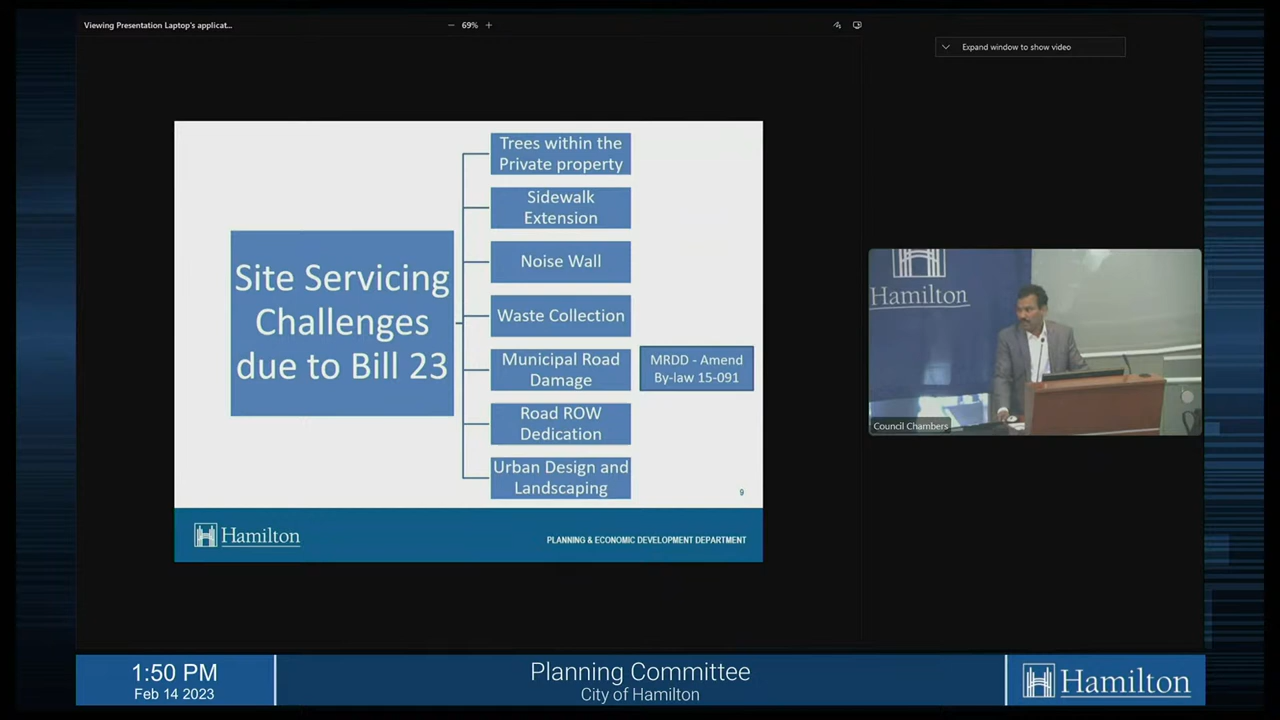 Viewing Presentation Laptop's applicat...
69%
Expand window to show video
Site Servicing
Challenges
due to Bill 23
Trees within the
Private property
Sidewalk
Extension
Noise Wall
Waste Collection
Municipal Road
Damage
MRDD - Amend
By-law 15-091
Road ROW
Dedication
Urban Design and
Landscaping
9
Hamilton
PLANNING & ECONOMIC DEVELOPMENT DEPARTMENT
Hamilton
Council Chambers
1:50 PM
Feb 14 2023
Planning Committee
City of Hamilton
Hamilton